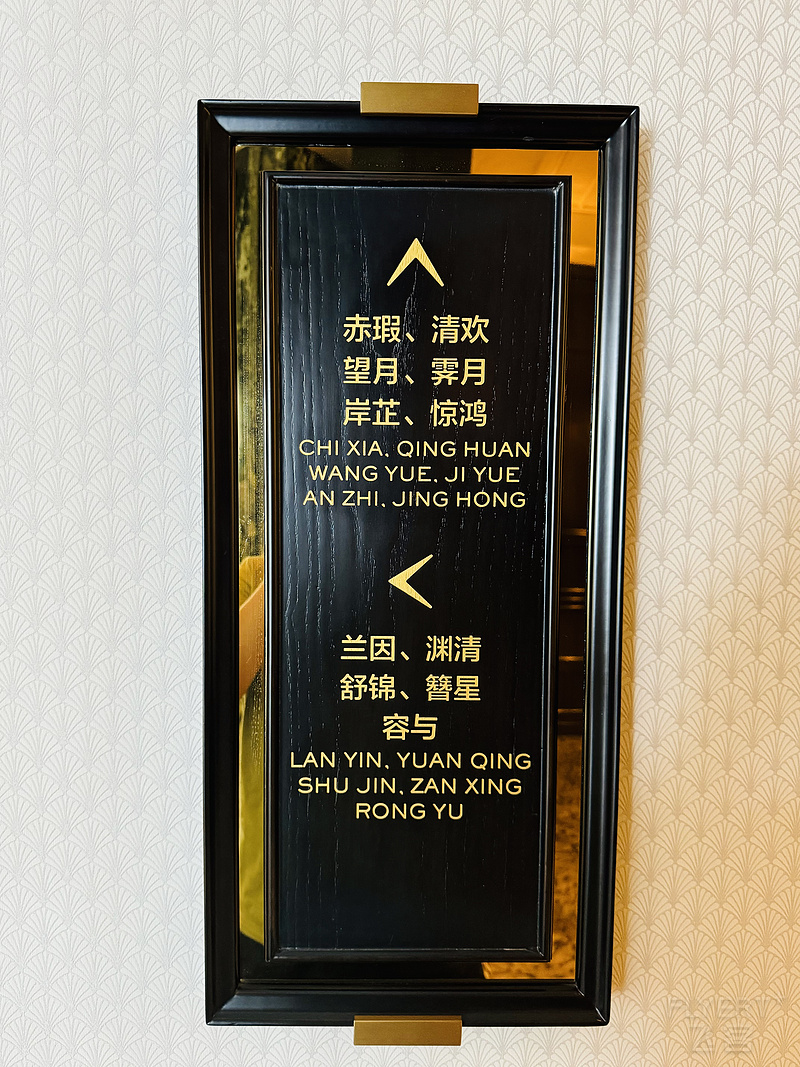 赤瑕、清欢
望月、霁月
岸芷、惊鸿
CHI XIA, QING HUAN
WANG YUE, JI YUE
AN ZHI, JING HONG
兰因、渊清
舒锦、簪星
容与
LAN YIN, YUAN QING
SHU JIN, ZAN XING
RONG YU